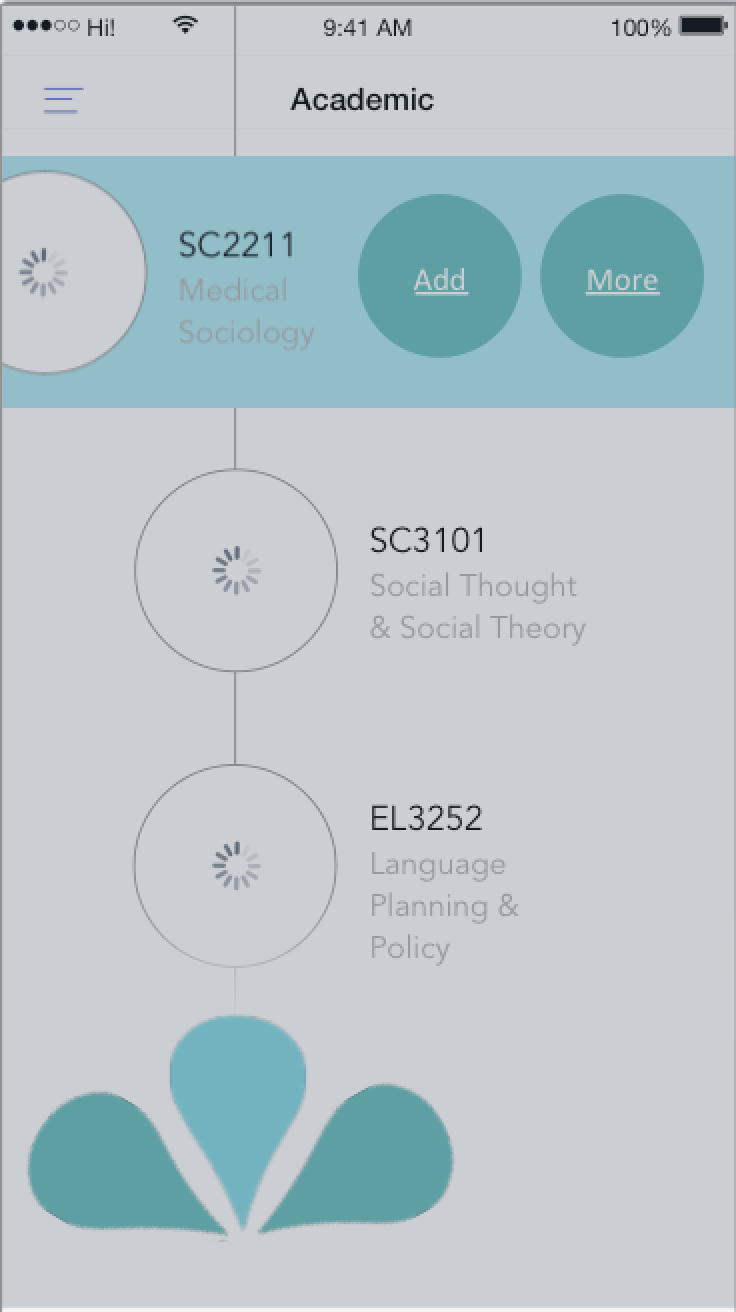 Hi! 9:41 AM 100%
Academic
SC2211
Medical
Sociology
Add
More
SC3101
Social Thought
& Social Theory
EL3252
Language
Planning &
Policy